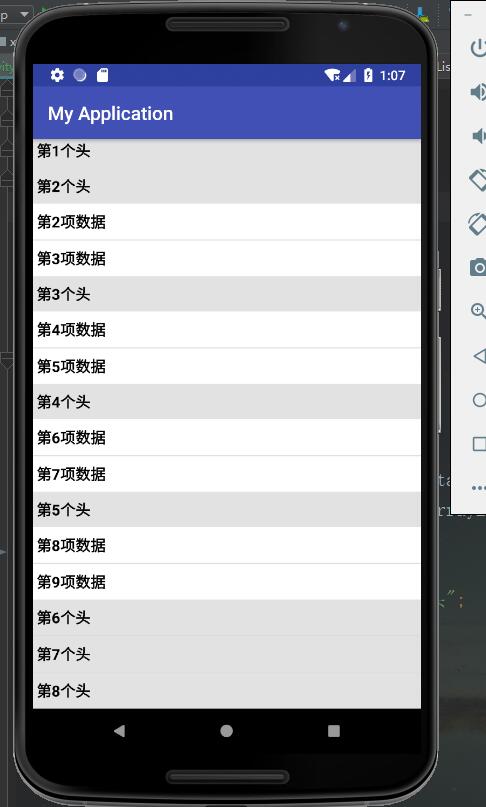 1:07
My Application
第1个头
第2个头
第2项数据
第3项数据
第3个头
第4项数据
第5项数据
第4个头
第6项数据
第7项数据
第5个头
第8项数据
第9项数据
第6个头
第7个头
第8个头